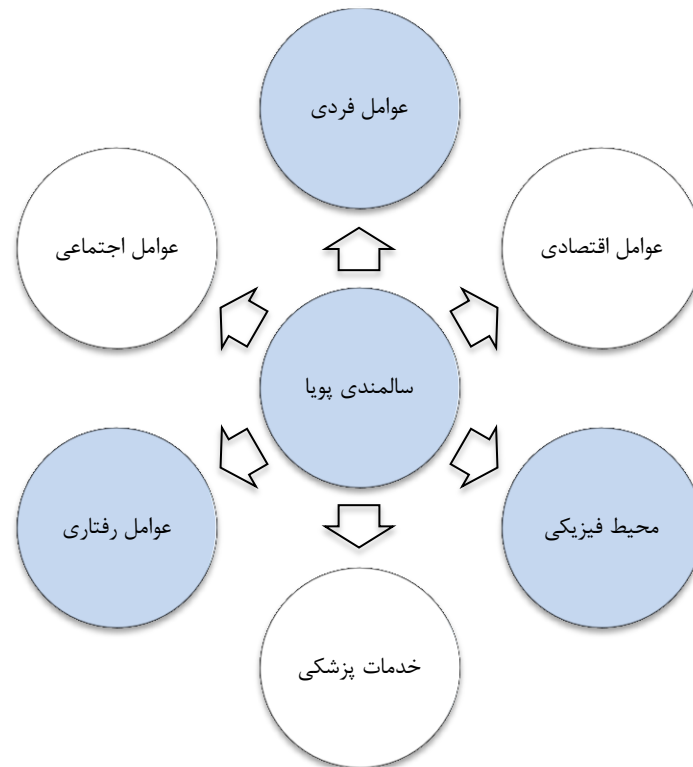 عوامل فردی
عوامل اقتصادی
عوامل اجتماعی
سالمندی پویا
محیط فیزیکی
عوامل رفتاری
خدمات پزشکی